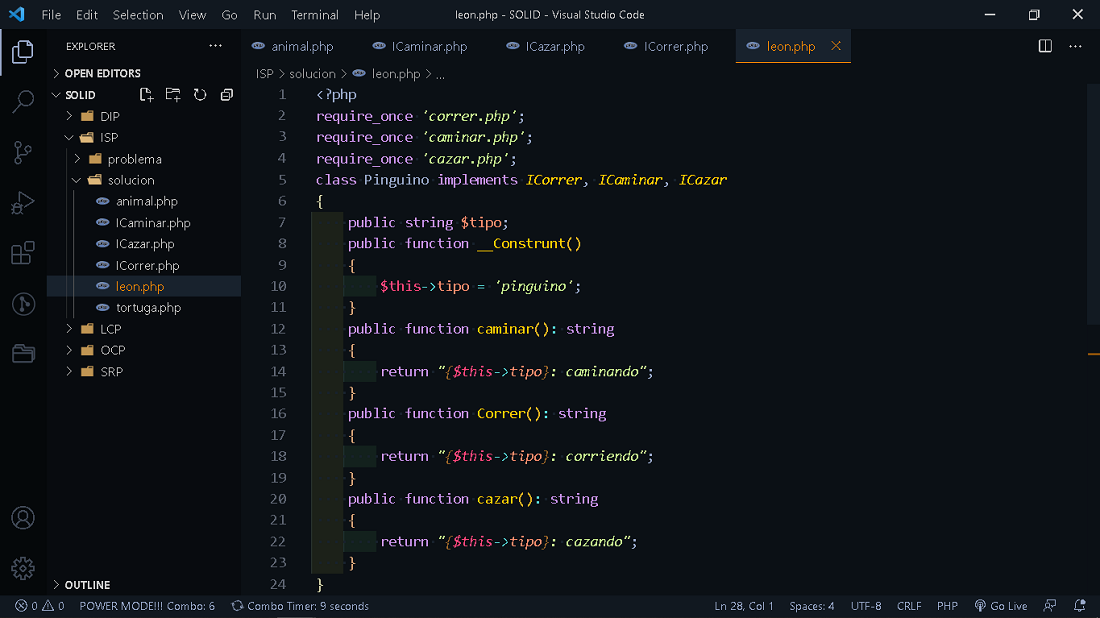 File Edit Selection View Go Run Terminal Help leon.php - SOLID - Visual Studio Code
EXPLORER
OPEN EDITORS
SOLID
DIP
ISP
problema
solucion
animal.php
ICaminar.php
ICazar.php
ICorrer.php
leon.php
tortuga.php
LCP
OCP
SRP
OUTLINE
animal.php ICaminar.php ICazar.php ICorrer.php leon.php
ISP > solucion > leon.php > ...
1 <?php
2 require_once 'correr.php';
3 require_once 'caminar.php';
4 require_once 'cazar.php';
5 class Pinguino implements ICorrer, ICaminar, ICazar
6 {
7 public string $tipo;
8 public function __Construnt()
9 {
10 $this->tipo = 'pinguino';
11 }
12 public function caminar(): string
13 {
14 return "{$this->tipo}: caminando";
15 }
16 public function Correr(): string
17 {
18 return "{$this->tipo}: corriendo";
19 }
20 public function cazar(): string
21 {
22 return "{$this->tipo}: cazando";
23 }
24 }
0 0 POWER MODE!!! Combo: 6 Combo Timer: 9 seconds Ln 28, Col 1 Spaces: 4 UTF-8 CRLF PHP Go Live